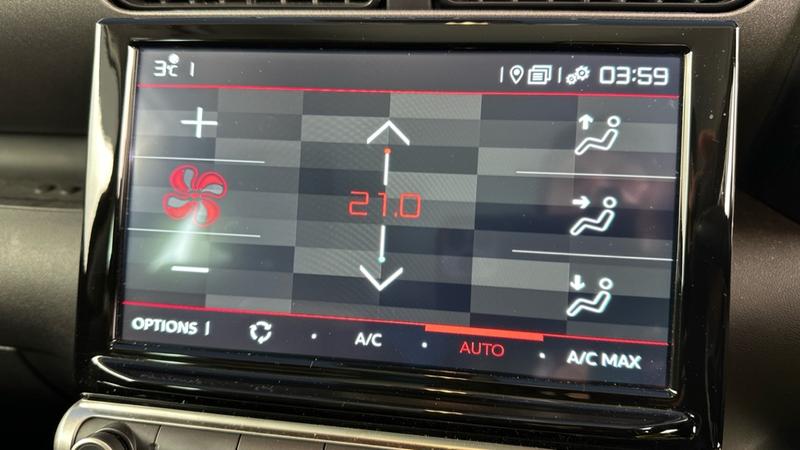 3°C
03:59
21.0
OPTIONS
A/C
AUTO
A/C MAX